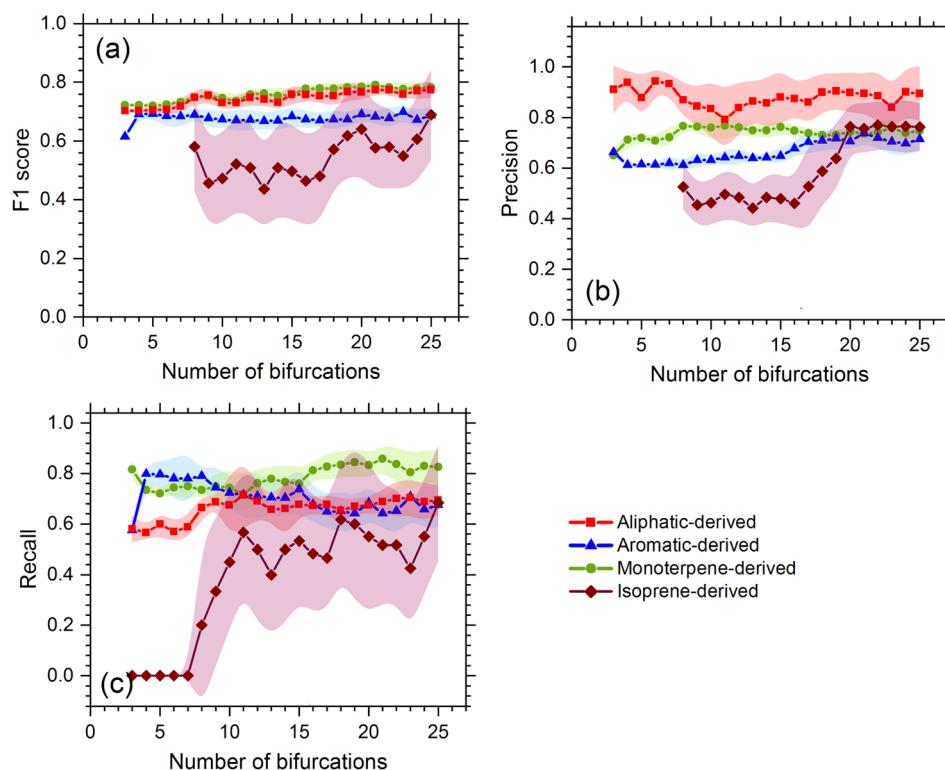 (a)
F1 score
1.0
0.8
0.6
0.4
0.2
0.0
0 5 10 15 20 25
Number of bifurcations
(b)
Precision
1.0
0.8
0.6
0.4
0.2
0.0
0 5 10 15 20 25
Number of bifurcations
(c)
Recall
1.0
0.8
0.6
0.4
0.2
0.0
0 5 10 15 20 25
Number of bifurcations
Aliphatic-derived
Aromatic-derived
Monoterpene-derived
Isoprene-derived